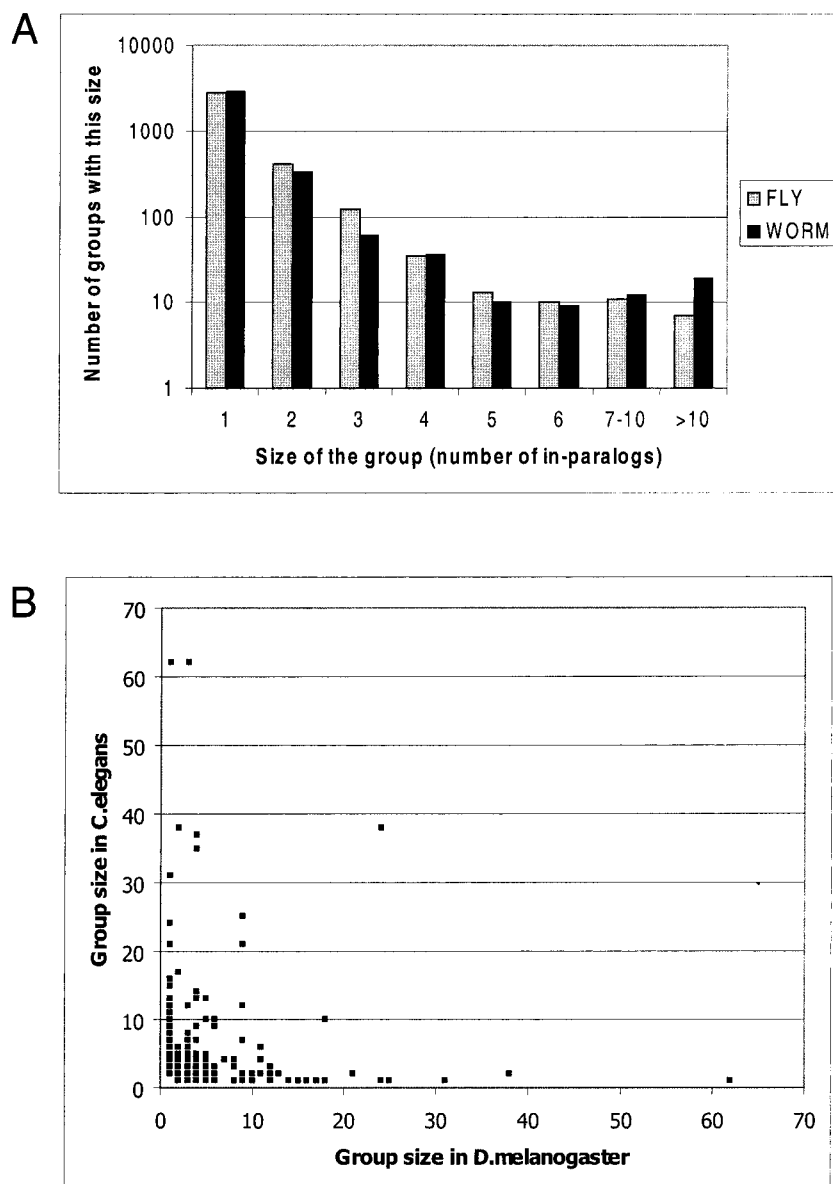 A
Number of groups with this size
10000
1000
100
10
1
1 2 3 4 5 6 7-10 >10
Size of the group (number of in-paralogs)
FLY
WORM
B
Group size in C.elegans
70
60
50
40
30
20
10
0
0 10 20 30 40 50 60 70
Group size in D.melanogaster